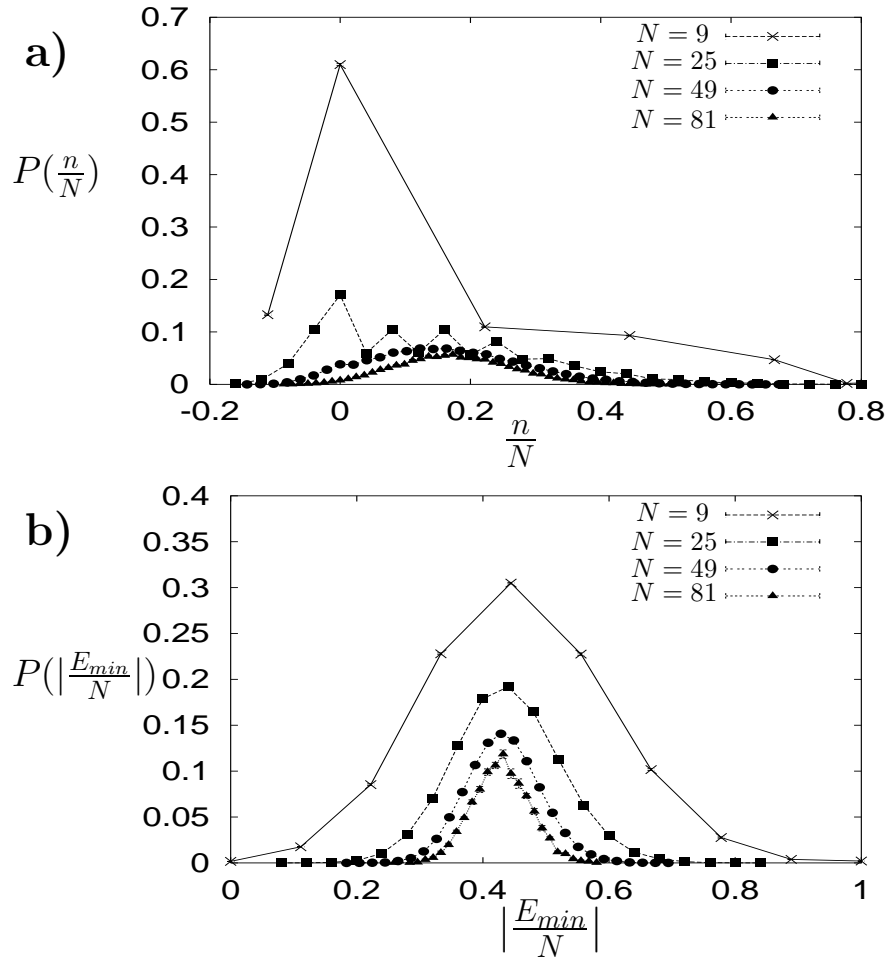 a)
0.7
0.6
0.5
0.4
0.3
0.2
0.1
0
P(n/N)
N = 9
N = 25
N = 49
N = 81
-0.2 0 0.2 0.4 0.6 0.8
n/N
b)
0.4
0.35
0.3
0.25
0.2
0.15
0.1
0.05
0
P(|E_min/N|)
N = 9
N = 25
N = 49
N = 81
0 0.2 0.4 0.6 0.8 1
|E_min/N|